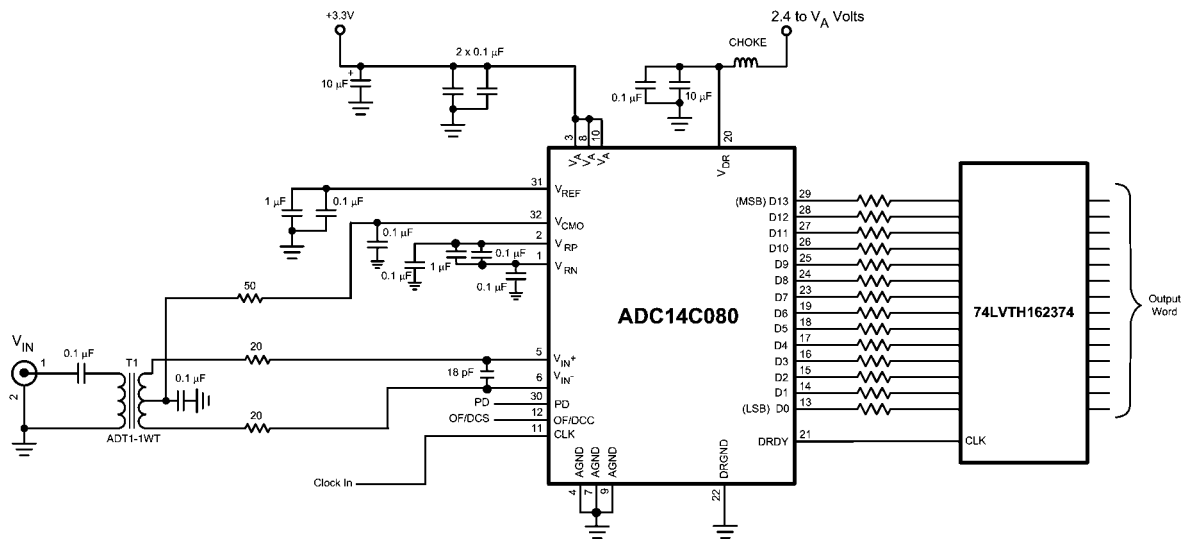 +3.3V
2.4 to VA Volts
CHOKE
2 x 0.1 µF
+
10 µF
0.1 µF
10 µF
3
8
10
20
VA
VA
VA
VDR
31
VREF
1 µF
0.1 µF
32
VCMO
0.1 µF
2
VRP
0.1 µF
1 µF
0.1 µF
1
VRN
0.1 µF
50
ADC14C080
(MSB) D13
29
D12
28
D11
27
D10
26
D9
25
D8
24
D7
23
D6
19
D5
18
D4
17
D3
16
D2
15
D1
14
(LSB) D0
13
74LVTH162374
Output
Word
VIN
1
2
0.1 µF
T1
0.1 µF
ADT1-1WT
20
5
VIN+
18 pF
6
VIN-
20
PD
30
PD
OF/DCS
12
OF/DCC
11
CLK
Clock In
DRDY
21
CLK
AGND
AGND
AGND
DRGND
4
7
9
22